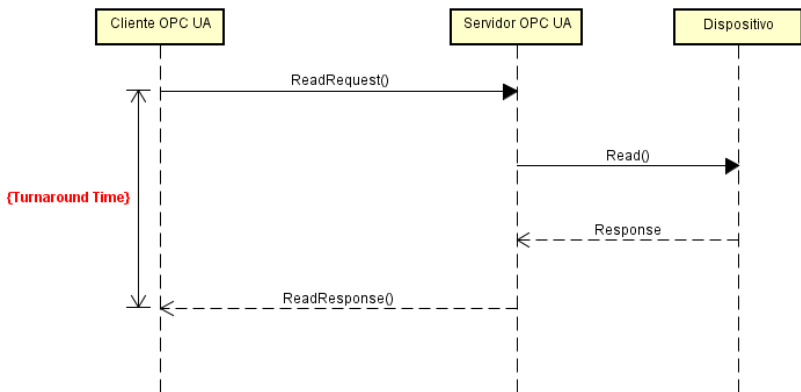 Cliente OPC UA
Servidor OPC UA
Dispositivo
ReadRequest()
Read()
{Turnaround Time}
Response
ReadResponse()